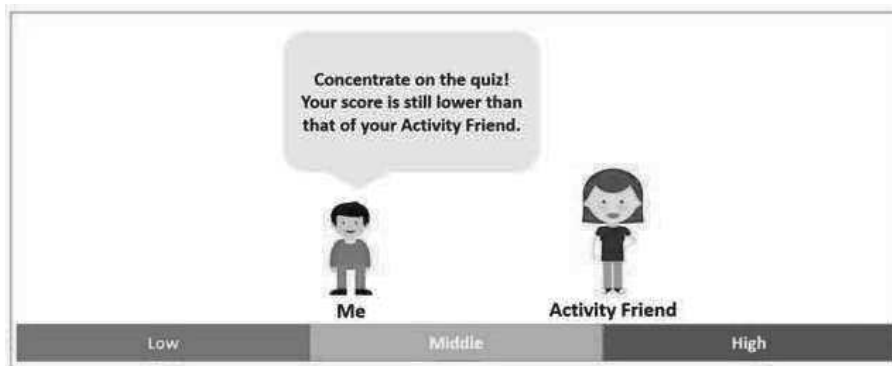 Concentrate on the quiz!
Your score is still lower than
that of your Activity Friend.
Me
Activity Friend
Low
Middle
High